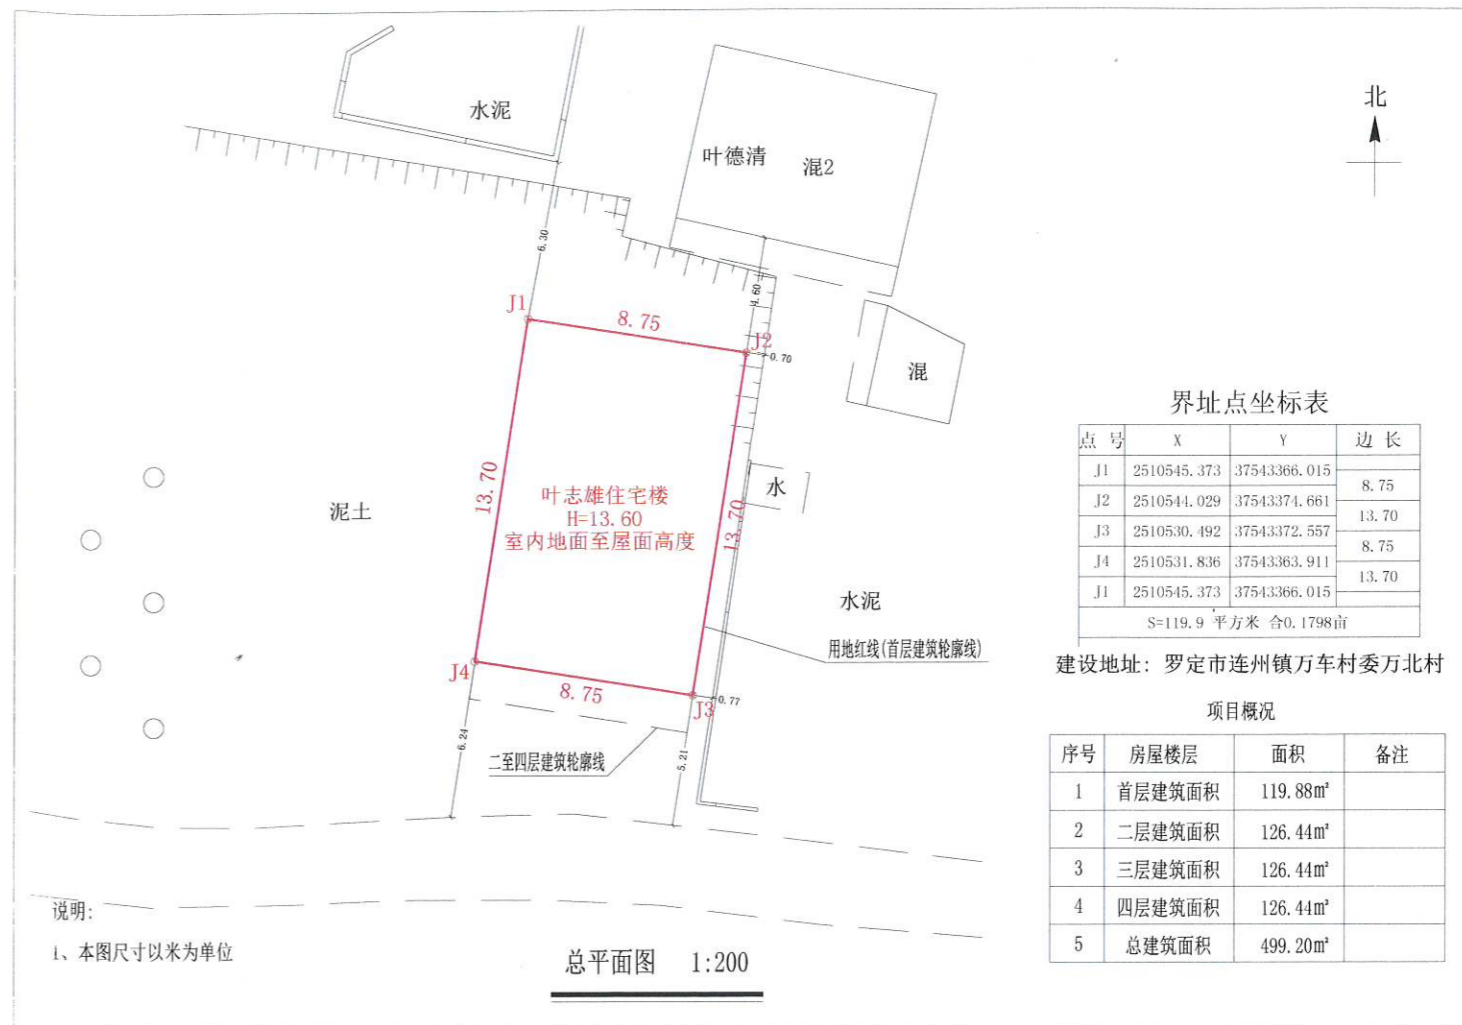 水泥
北
叶德清 混2
6.30
4.60
J1
8.75
J2
0.70
混
界址点坐标表
点 号 X Y 边 长
J1 2510545.373 37543366.015
8.75
J2 2510544.029 37543374.661
13.70
J3 2510530.492 37543372.557
8.75
J4 2510531.836 37543363.911
13.70
J1 2510545.373 37543366.015
S=119.9 平方米 合0.1798亩
13.70
泥土
叶志雄住宅楼
H=13.60
室内地面至屋面高度
13.70
水
水泥
用地红线(首层建筑轮廓线)
建设地址：罗定市连州镇万车村委万北村
J4
8.75
J3
0.77
6.24
二至四层建筑轮廓线
5.21
项目概况
序号 房屋楼层 面积 备注
1 首层建筑面积 119.88㎡
2 二层建筑面积 126.44㎡
3 三层建筑面积 126.44㎡
4 四层建筑面积 126.44㎡
5 总建筑面积 499.20㎡
说明:
1、本图尺寸以米为单位
总平面图 1:200